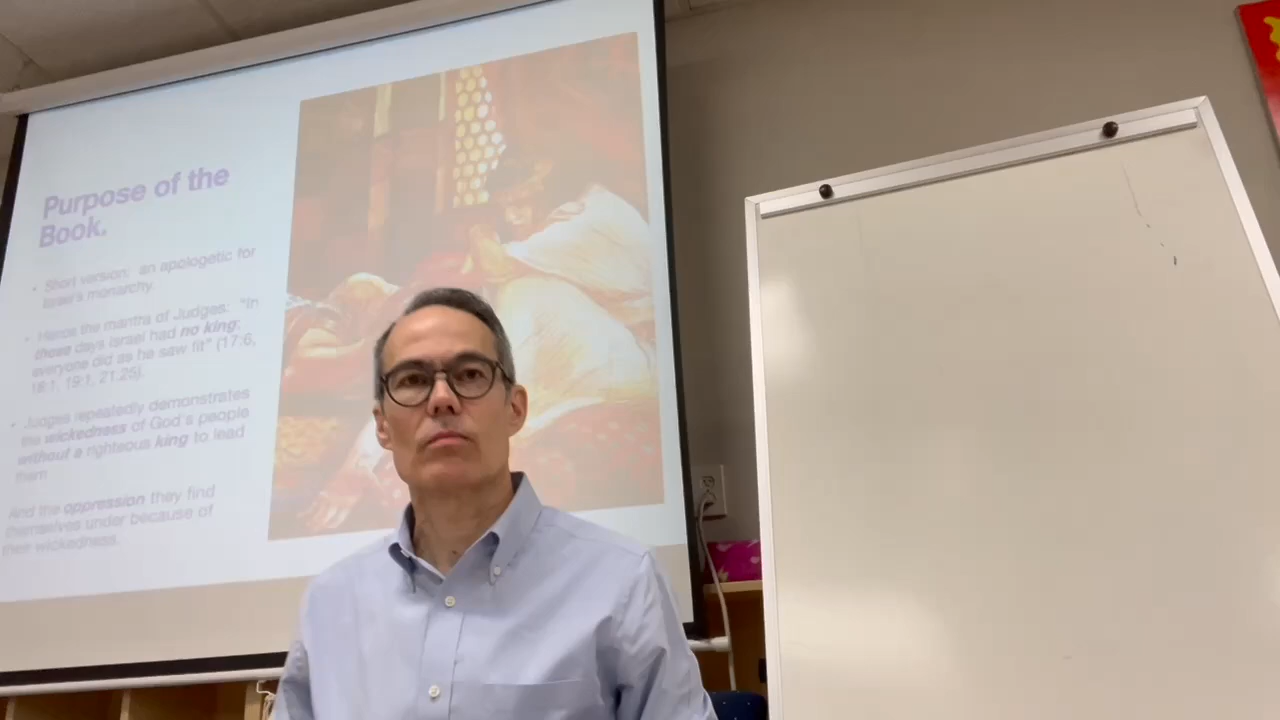 Purpose of the
Book.
• Short version: an apologetic for
Israel's monarchy.
• Hence the mantra of Judges: "In
those days Israel had no king;
everyone did as he saw fit" (17:6,
18:1, 19:1, 21:25).
• Judges repeatedly demonstrates
the wickedness of God's people
without a righteous king to lead
them
And the oppression they find
themselves under because of
their wickedness.